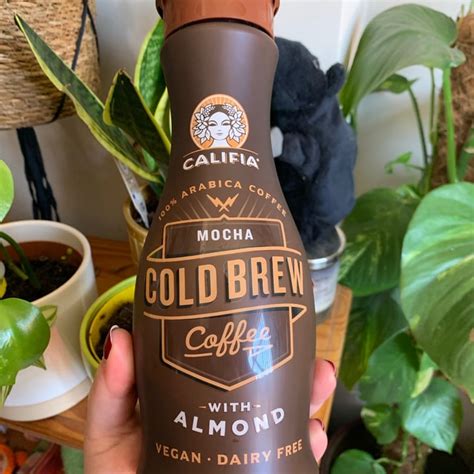 CALIFIA
100% ARABICA COFFEE
MOCHA
COLD BREW
Coffee
-WITH-
ALMOND
VEGAN · DAIRY FREE